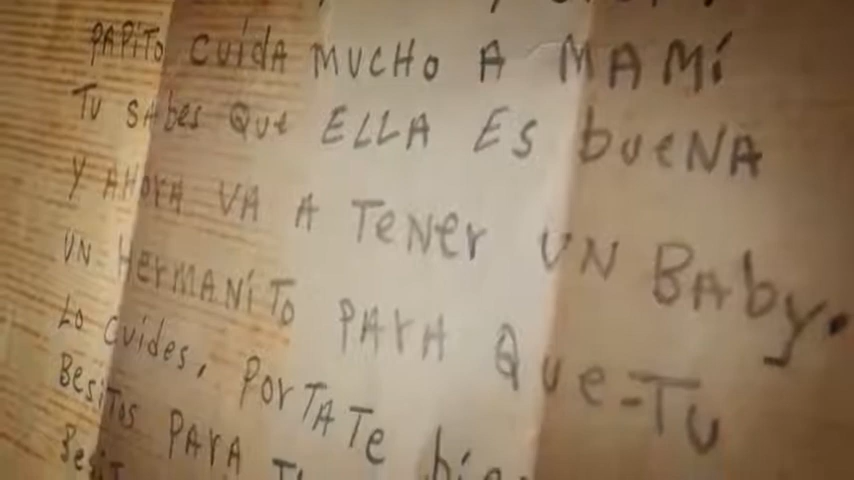 PAPiTO CUidA MUCHO A MAMí
TU SAbes QUe ELLA ES bueNA
Y AHOrA VA A TeNer UN BAby.
UN HerMANiTO PArA QUe-TU
LO CUides, POrTATe bie
BesiTOS PArA